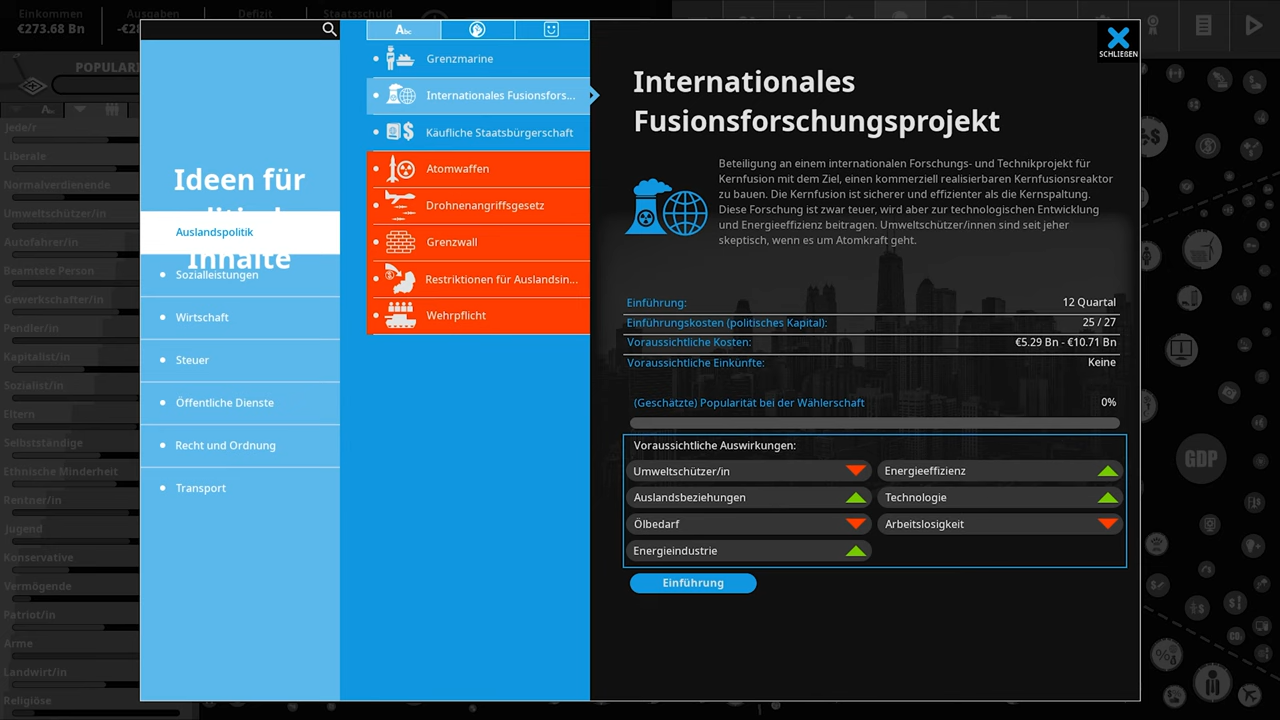 Einkommen
€273.68 Bn
Ausgaben
Defizit
Staatsschuld
Jede/r
Liberale
Normalverdienende
Umweltschützer/in
Autofahrer/in
Beamtete Person
Gewerkschafter/in
Pendler/in
Kapitalist/in
Sozialist/in
Eltern
Selbstständige
Ethnische Minderheit
Rentner/in
Jugend
Konservative
Vermögende
Patriot/in
Arme
Landwirt/in
Religiöse
Ideen für
Inhalte
Auslandspolitik
Sozialleistungen
Wirtschaft
Steuer
Öffentliche Dienste
Recht und Ordnung
Transport
Abc
Grenzmarine
Internationales Fusionsfors...
Käufliche Staatsbürgerschaft
Atomwaffen
Drohnenangriffsgesetz
Grenzwall
Restriktionen für Auslandsin...
Wehrpflicht
SCHLIEẞEN
Internationales
Fusionsforschungsprojekt
Beteiligung an einem internationalen Forschungs- und Technikprojekt für
Kernfusion mit dem Ziel, einen kommerziell realisierbaren Kernfusionsreaktor
zu bauen. Die Kernfusion ist sicherer und effizienter als die Kernspaltung.
Diese Forschung ist zwar teuer, wird aber zur technologischen Entwicklung
und Energieeffizienz beitragen. Umweltschützer/innen sind seit jeher
skeptisch, wenn es um Atomkraft geht.
Einführung: 12 Quartal
Einführungskosten (politisches Kapital): 25 / 27
Voraussichtliche Kosten: €5.29 Bn - €10.71 Bn
Voraussichtliche Einkünfte: Keine
(Geschätzte) Popularität bei der Wählerschaft 0%
Voraussichtliche Auswirkungen:
Umweltschützer/in Energieeffizienz
Auslandsbeziehungen Technologie
Ölbedarf Arbeitslosigkeit
Energieindustrie
Einführung
GDP